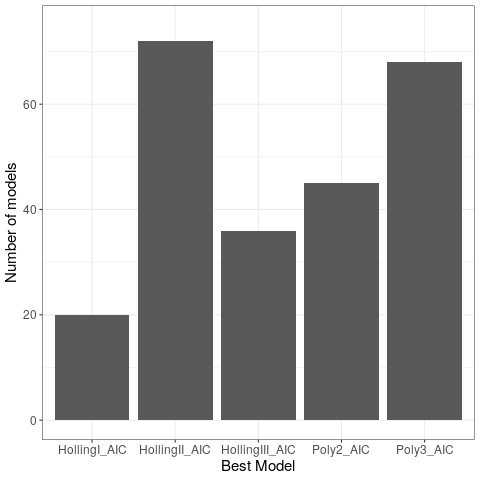 Number of models
60
40
20
0
HollingI_AIC HollingII_AIC HollingIII_AIC Poly2_AIC Poly3_AIC
Best Model